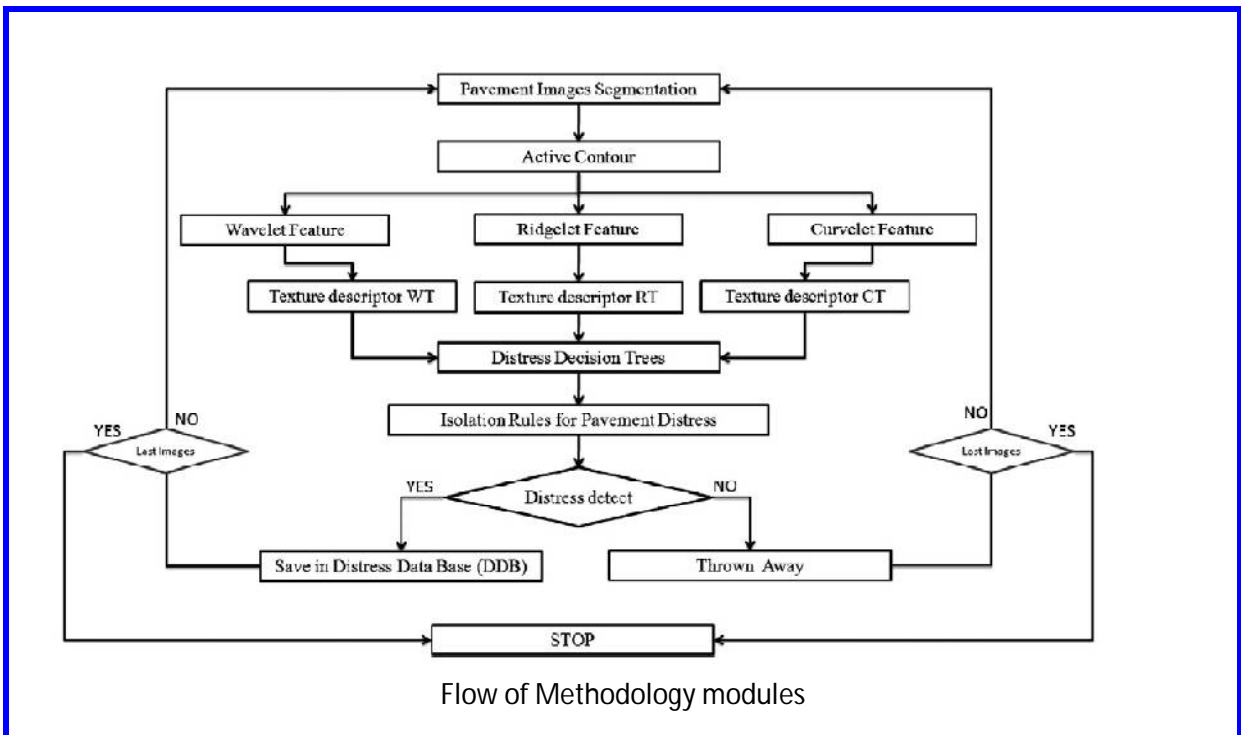 Pavement Images Segmentation
Active Contour
Wavelet Feature
Ridgelet Feature
Curvelet Feature
Texture descriptor WT
Texture descriptor RT
Texture descriptor CT
Distress Decision Trees
Isolation Rules for Pavement Distress
YES
NO
Last Images
NO
YES
Last Images
YES
Distress detect
NO
Save in Distress Data Base (DDB)
Thrown Away
STOP
Flow of Methodology modules